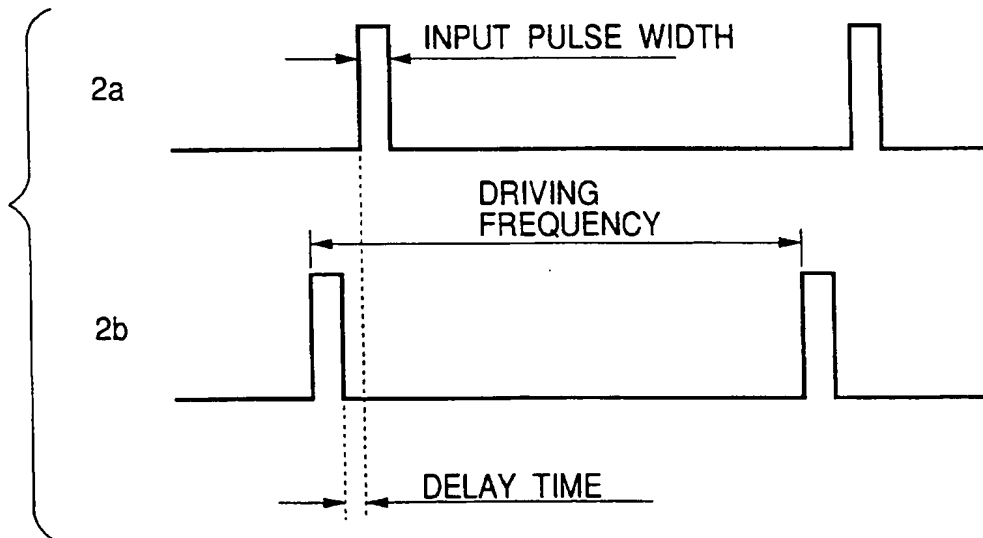 INPUT PULSE WIDTH
2a
DRIVING
FREQUENCY
2b
DELAY TIME